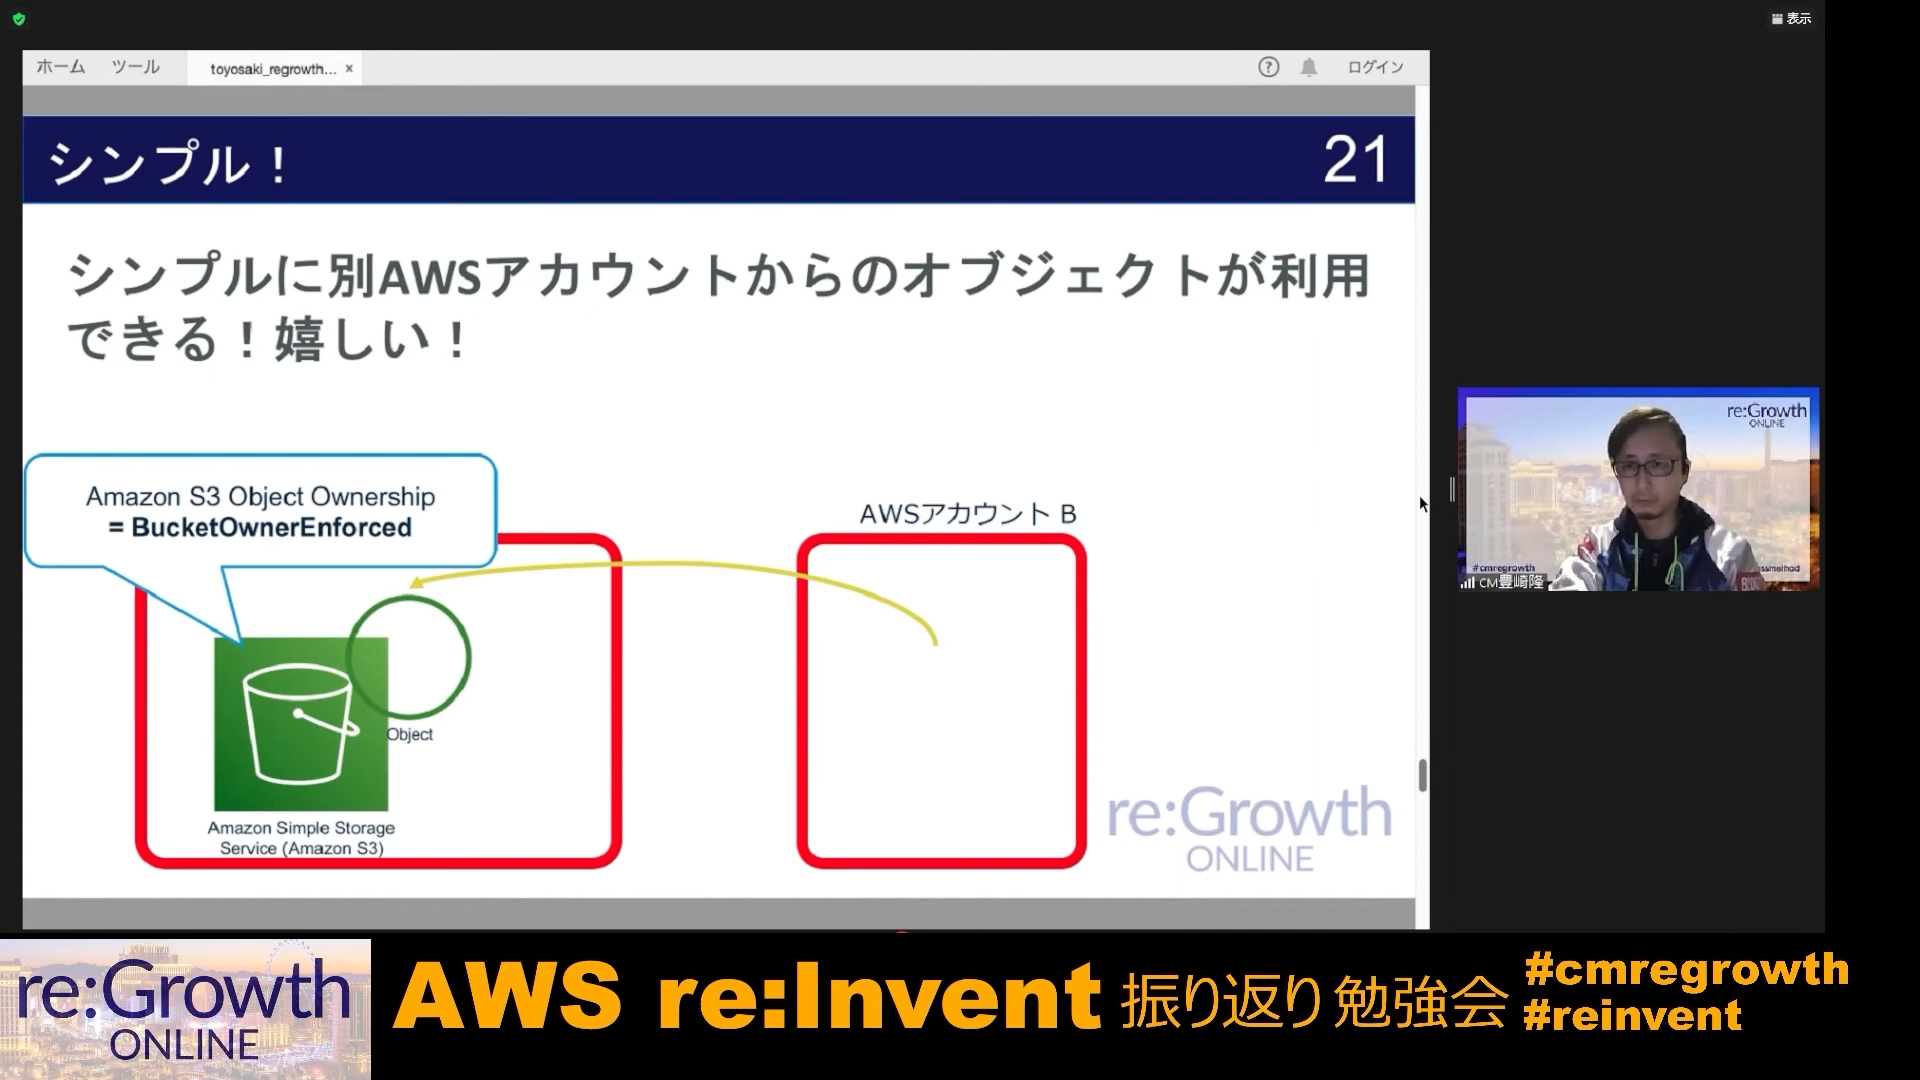 表示
ホーム ツール toyosaki_regrowth... × ? ログイン
シンプル！ 21
シンプルに別AWSアカウントからのオブジェクトが利用
できる！嬉しい！
Amazon S3 Object Ownership
= BucketOwnerEnforced
AWSアカウント B
Object
Amazon Simple Storage
Service (Amazon S3)
re:Growth
ONLINE
re:Growth
ONLINE
#cmregrowth
CM豊崎隆
re:Growth
ONLINE
AWS re:Invent 振り返り勉強会
#cmregrowth
#reinvent